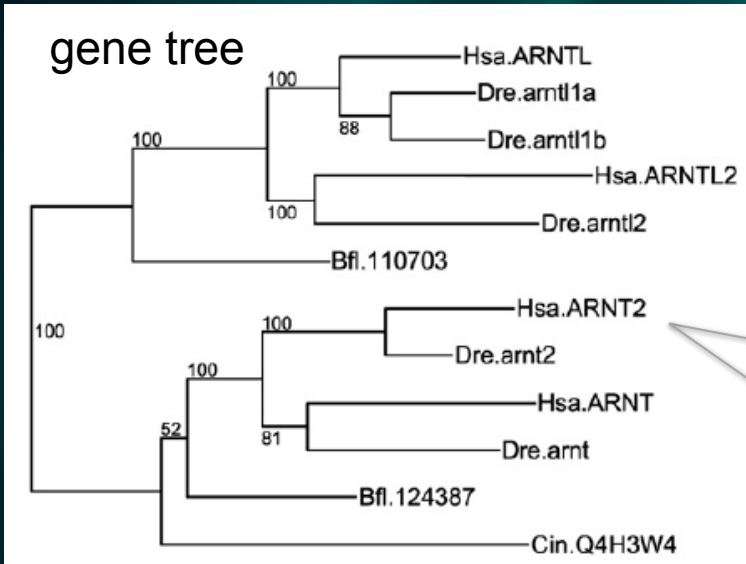 gene tree
Hsa.ARNTL
100
Dre.arntl1a
88
Dre.arntl1b
100
Hsa.ARNTL2
100
Dre.arntl2
Bfl.110703
100
Hsa.ARNT2
100
Dre.arnt2
100
Hsa.ARNT
52
81
Dre.arnt
Bfl.124387
Cin.Q4H3W4